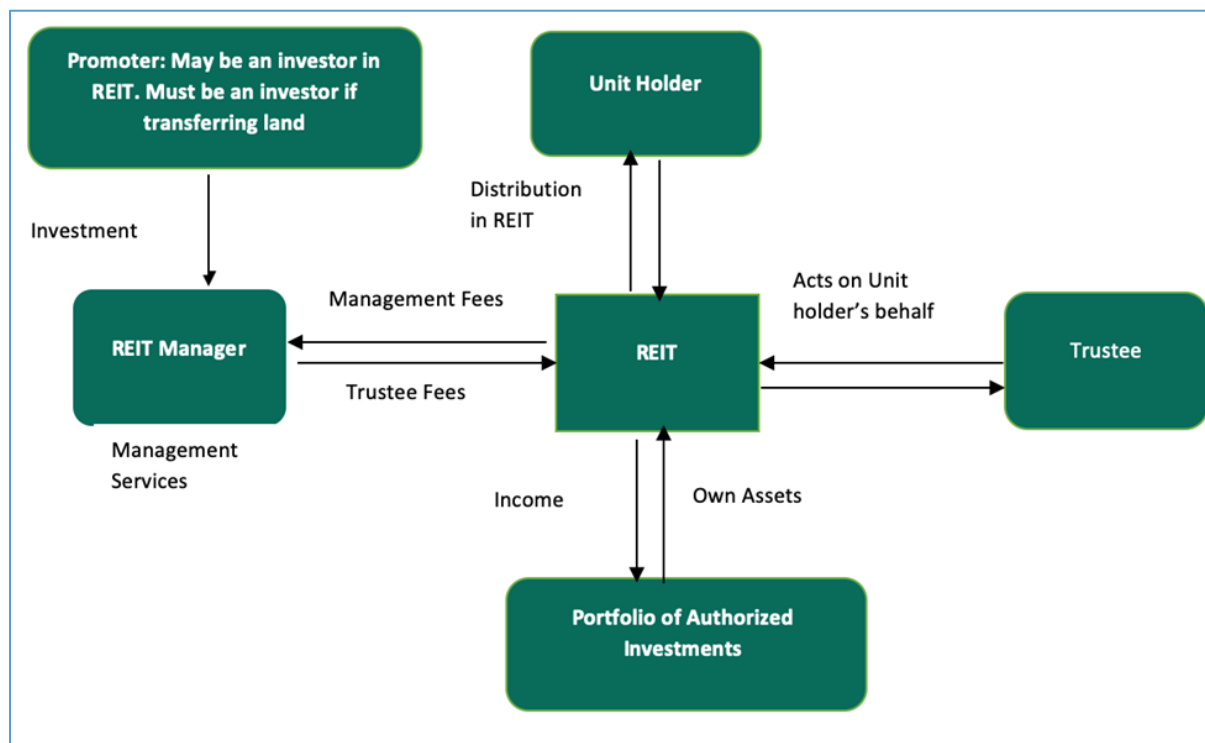 Promoter: May be an investor in
REIT. Must be an investor if
transferring land
Unit Holder
Distribution
in REIT
Investment
Acts on Unit
holder’s behalf
Management Fees
REIT Manager
REIT
Trustee
Trustee Fees
Management
Services
Income
Own Assets
Portfolio of Authorized
Investments